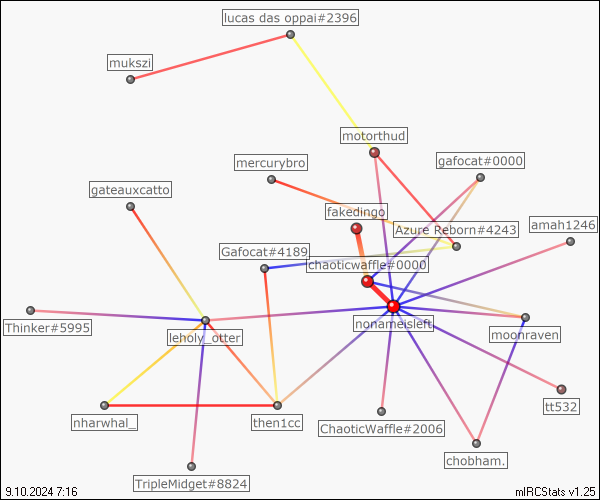 lucas das oppai#2396
mukszi
motorthud
mercurybro
gafocat#0000
gateauxcatto
fakedingo
Azure Reborn#4243
amah1246
Gafocat#4189
chaoticwaffle#0000
Thinker#5995
leholy_otter
nonameisleft
moonraven
nharwhal_
then1cc
ChaoticWaffle#2006
tt532
chobham.
TripleMidget#8824
9.10.2024 7:16
mIRCStats v1.25